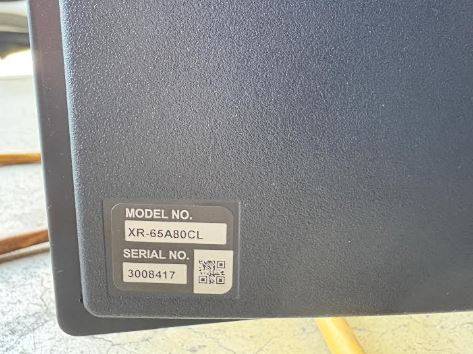 MODEL NO.
XR-65A80CL
SERIAL NO.
3008417